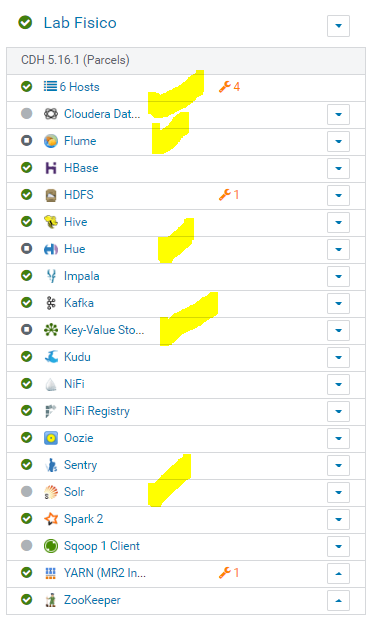 Lab Fisico
CDH 5.16.1 (Parcels)
6 Hosts 4
Cloudera Dat...
Flume
HBase
HDFS 1
Hive
Hue
Impala
Kafka
Key-Value Sto...
Kudu
NiFi
NiFi Registry
Oozie
Sentry
Solr
Spark 2
Sqoop 1 Client
YARN (MR2 In... 1
ZooKeeper